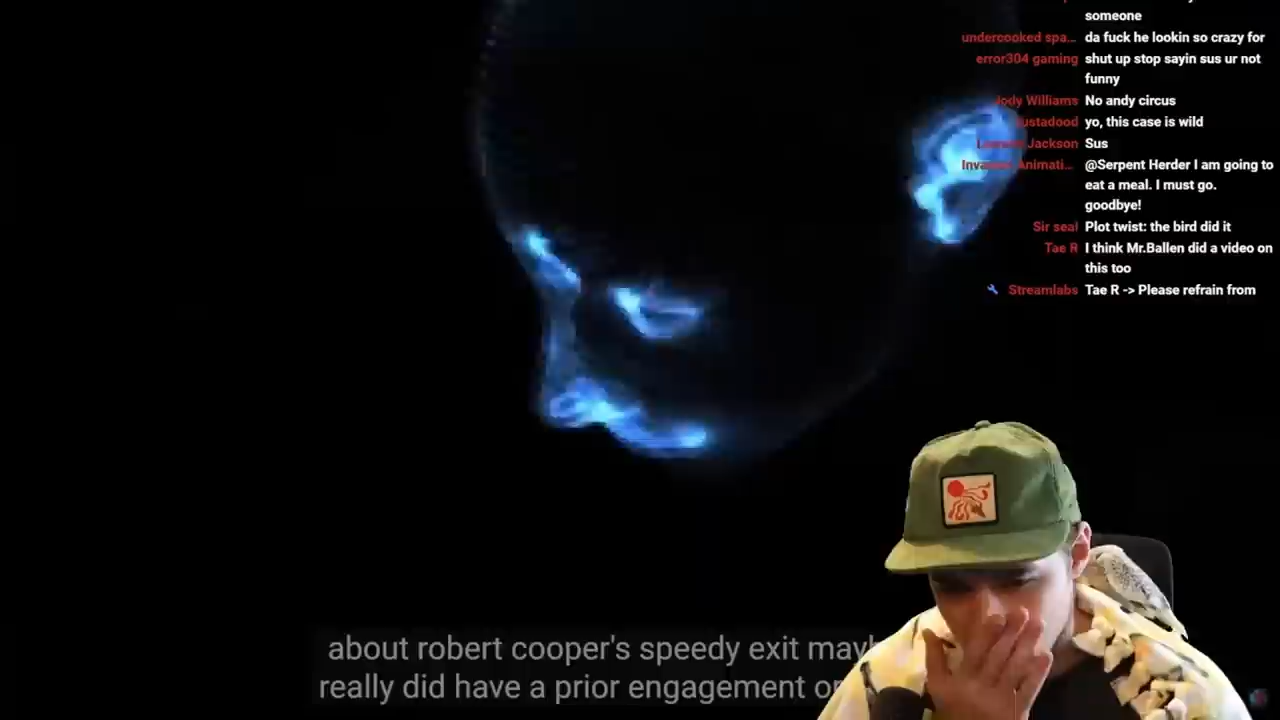 someone
undercooked spa... da fuck he lookin so crazy for
error304 gaming shut up stop sayin sus ur not
funny
Jody Williams No andy circus
yo, this case is wild
Jackson Sus
@Serpent Herder I am going to
eat a meal. I must go.
goodbye!
Sir seal Plot twist: the bird did it
Tae R I think Mr.Ballen did a video on
this too
Streamlabs Tae R -> Please refrain from
about robert cooper's speedy exit
really did have a prior engagement